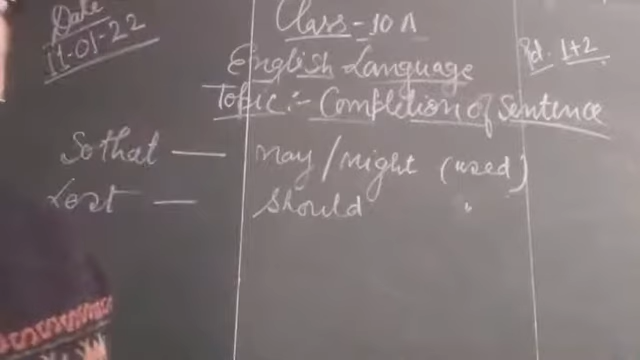 Date
11-01-22
Class - 10 A
Pd. 1+2
English Language
Topic :- Completion of Sentence
So that — may/might (used)
Lest — should "